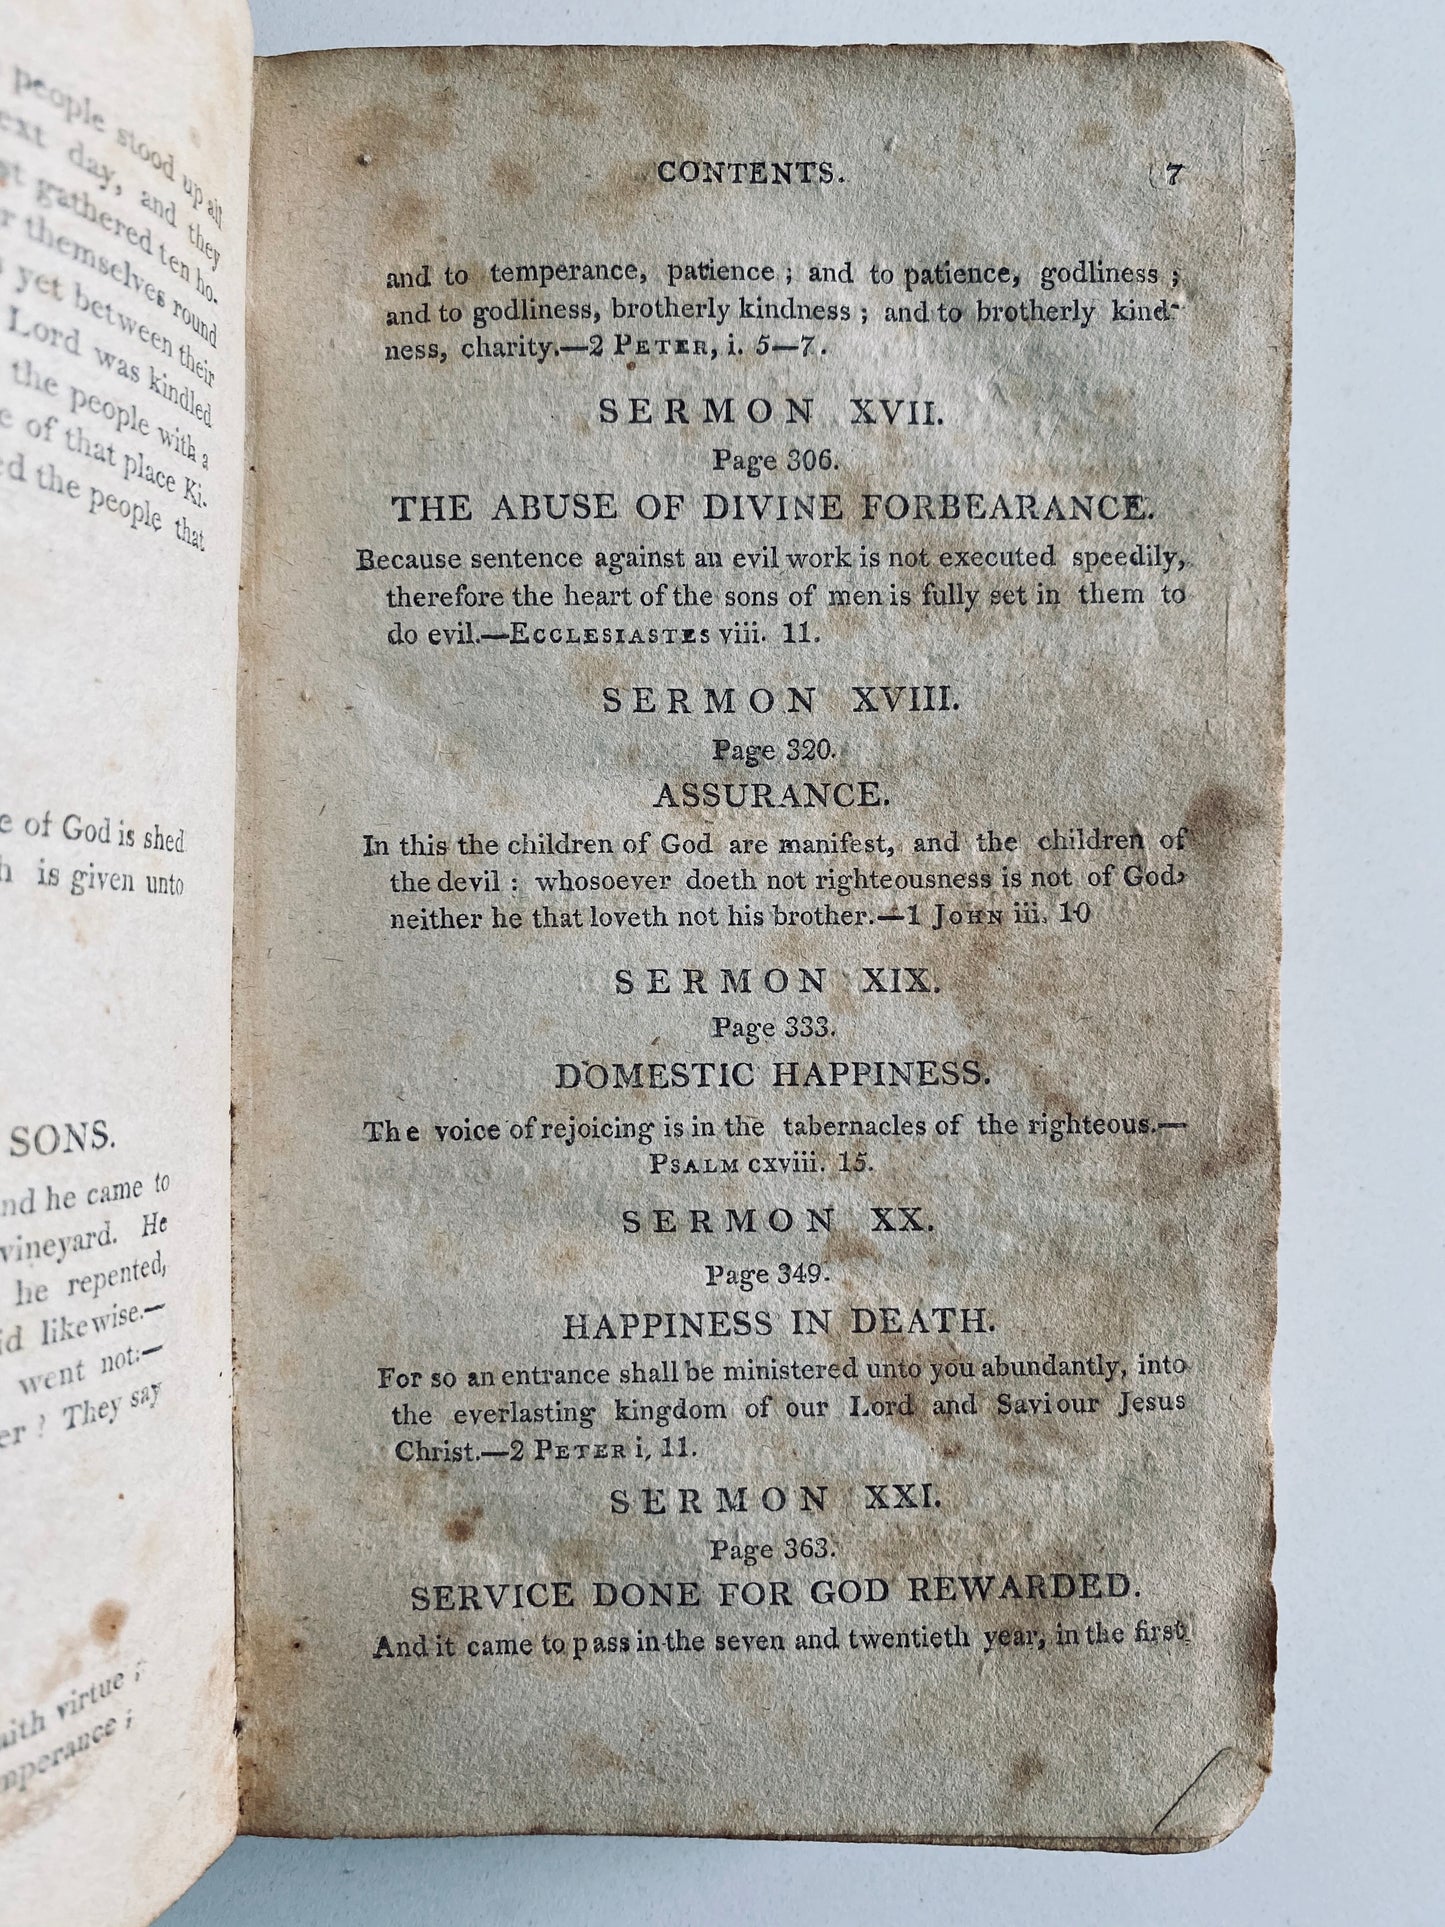 people stood up all
day, and they
gathered ten ho-
themselves round
yet between their
Lord was kindled
the people with a
of that place Ki-
the people that
of God is shed
is given unto
SONS.
and he came to
vineyard. He
he repented,
likewise.—
went not:—
? They say
virtue ;
CONTENTS. 7
and to temperance, patience ; and to patience, godliness ;
and to godliness, brotherly kindness ; and to brotherly kind-
ness, charity.—2 PETER, i. 5—7.
SERMON XVII.
Page 306.
THE ABUSE OF DIVINE FORBEARANCE.
Because sentence against an evil work is not executed speedily,
therefore the heart of the sons of men is fully set in them to
do evil.—ECCLESIASTES viii. 11.
SERMON XVIII.
Page 320.
ASSURANCE.
In this the children of God are manifest, and the children of
the devil : whosoever doeth not righteousness is not of God,
neither he that loveth not his brother.—1 JOHN iii. 10
SERMON XIX.
Page 333.
DOMESTIC HAPPINESS.
The voice of rejoicing is in the tabernacles of the righteous.—
PSALM cxviii. 15.
SERMON XX.
Page 349.
HAPPINESS IN DEATH.
For so an entrance shall be ministered unto you abundantly, into
the everlasting kingdom of our Lord and Saviour Jesus
Christ.—2 PETER i, 11.
SERMON XXI.
Page 363.
SERVICE DONE FOR GOD REWARDED.
And it came to pass in the seven and twentieth year, in the first